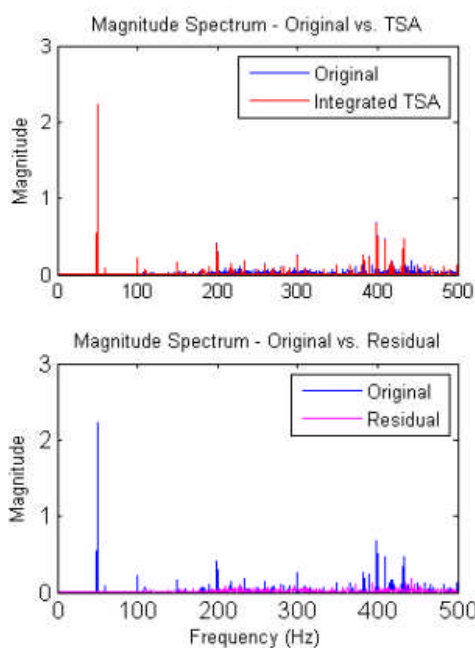 Magnitude Spectrum - Original vs. TSA
3
2
1
0
Magnitude
Original
Integrated TSA
0 100 200 300 400 500
Magnitude Spectrum - Original vs. Residual
3
2
1
0
Magnitude
Original
Residual
0 100 200 300 400 500
Frequency (Hz)